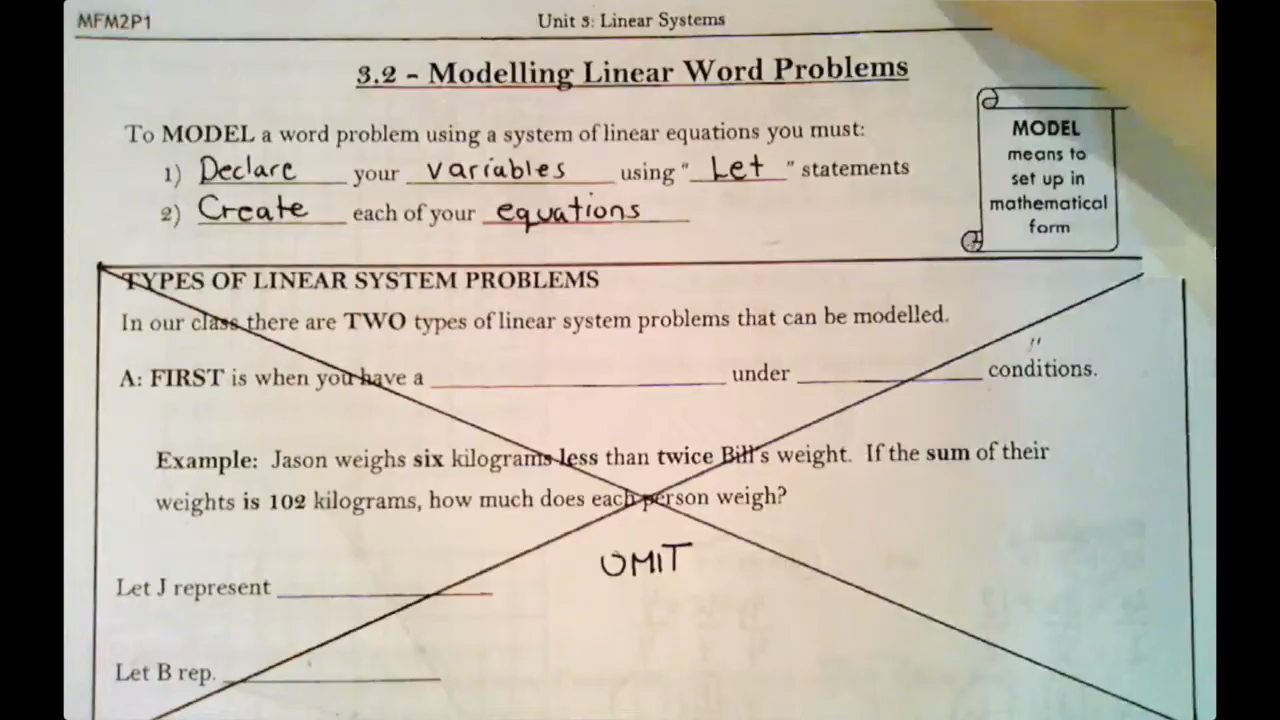 MFM2P1
Unit 3: Linear Systems
3.2 - Modelling Linear Word Problems
To MODEL a word problem using a system of linear equations you must:
1) Declare your variables using "Let" statements
2) Create each of your equations
MODEL
means to
set up in
mathematical
form
TYPES OF LINEAR SYSTEM PROBLEMS
In our class there are TWO types of linear system problems that can be modelled.
A: FIRST is when you have a ____ under ____ conditions.
Example: Jason weighs six kilograms less than twice Bill's weight. If the sum of their
weights is 102 kilograms, how much does each person weigh?
OMIT
Let J represent ____
Let B rep. ____